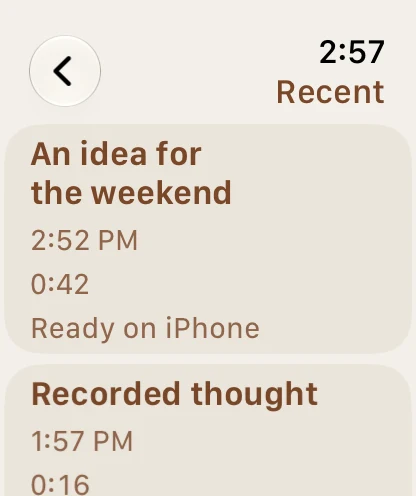 2:57
Recent
An idea for
the weekend
2:52 PM
0:42
Ready on iPhone
Recorded thought
1:57 PM
0:16